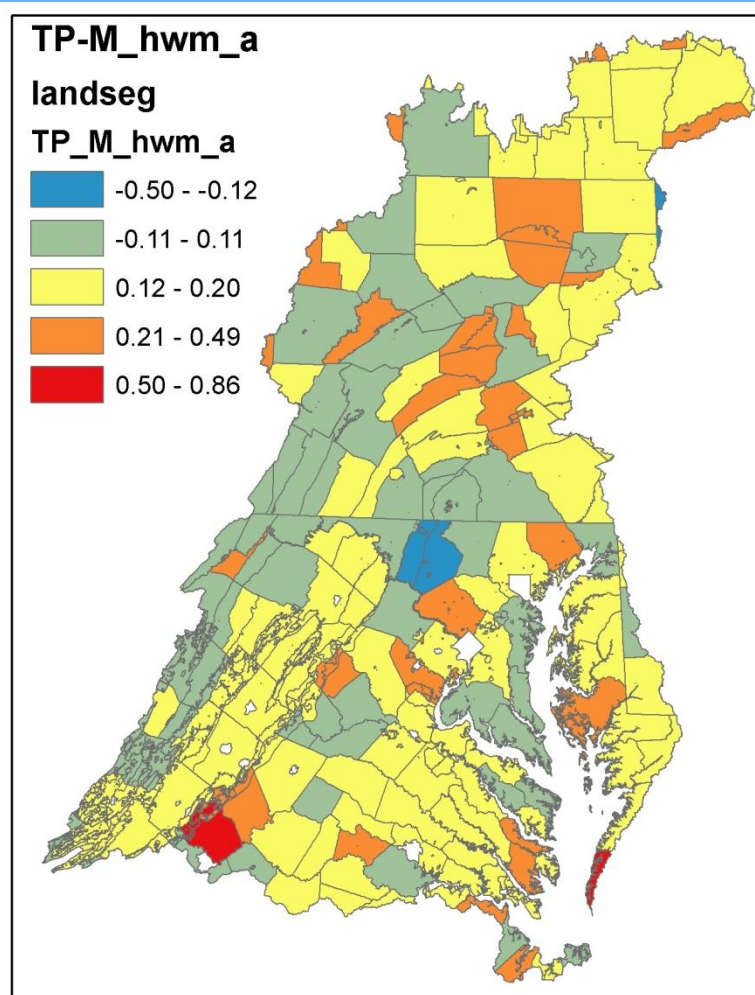 TP-M_hwm_a
landseg
TP_M_hwm_a
-0.50 - -0.12
-0.11 - 0.11
0.12 - 0.20
0.21 - 0.49
0.50 - 0.86